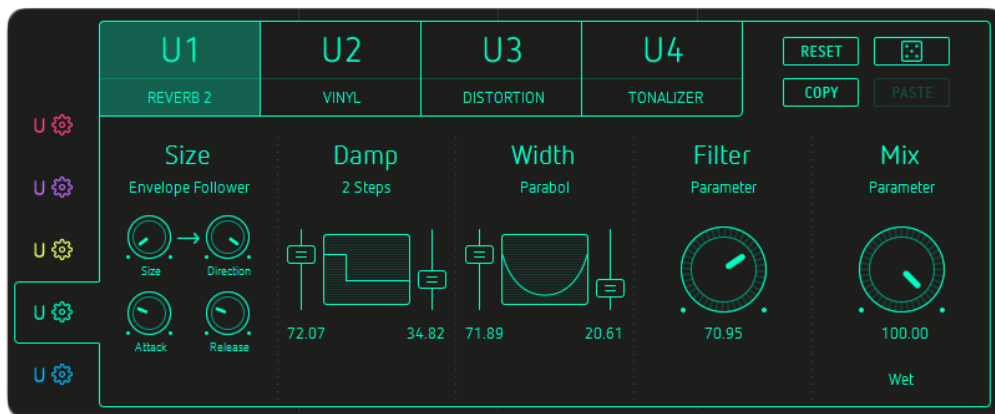 U1
U2
U3
U4
RESET
REVERB 2
VINYL
DISTORTION
TONALIZER
COPY
PASTE
U
U
U
U
U
Size
Damp
Width
Filter
Mix
Envelope Follower
2 Steps
Parabol
Parameter
Parameter
Size
Direction
Attack
Release
72.07
34.82
71.89
20.61
70.95
100.00
Wet